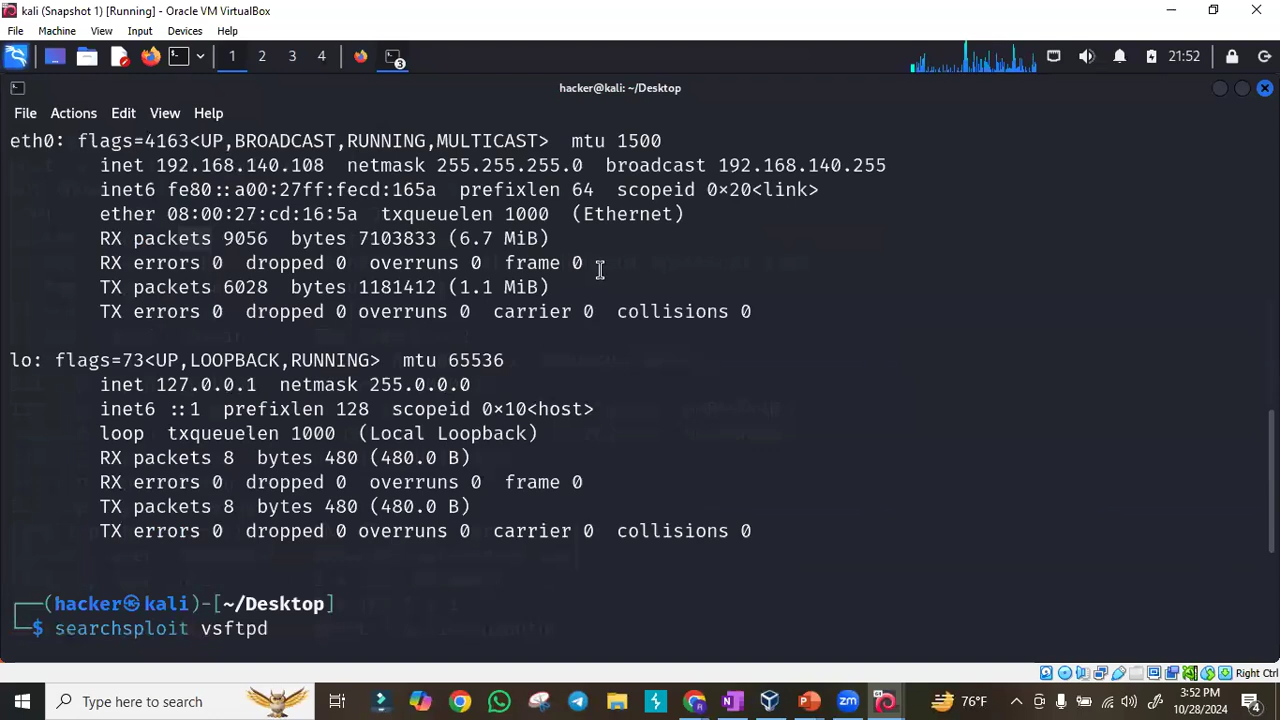 kali (Snapshot 1) [Running] - Oracle VM VirtualBox
File Machine View Input Devices Help
1 2 3 4 3 21:52
hacker@kali: ~/Desktop
File Actions Edit View Help
eth0: flags=4163<UP,BROADCAST,RUNNING,MULTICAST> mtu 1500
inet 192.168.140.108 netmask 255.255.255.0 broadcast 192.168.140.255
inet6 fe80::a00:27ff:fecd:165a prefixlen 64 scopeid 0×20<link>
ether 08:00:27:cd:16:5a txqueuelen 1000 (Ethernet)
RX packets 9056 bytes 7103833 (6.7 MiB)
RX errors 0 dropped 0 overruns 0 frame 0
TX packets 6028 bytes 1181412 (1.1 MiB)
TX errors 0 dropped 0 overruns 0 carrier 0 collisions 0
lo: flags=73<UP,LOOPBACK,RUNNING> mtu 65536
inet 127.0.0.1 netmask 255.0.0.0
inet6 ::1 prefixlen 128 scopeid 0×10<host>
loop txqueuelen 1000 (Local Loopback)
RX packets 8 bytes 480 (480.0 B)
RX errors 0 dropped 0 overruns 0 frame 0
TX packets 8 bytes 480 (480.0 B)
TX errors 0 dropped 0 overruns 0 carrier 0 collisions 0
(hacker㉿kali)-[~/Desktop]
$ searchsploit vsftpd
Right Ctrl
Type here to search
76°F
3:52 PM
10/28/2024
4